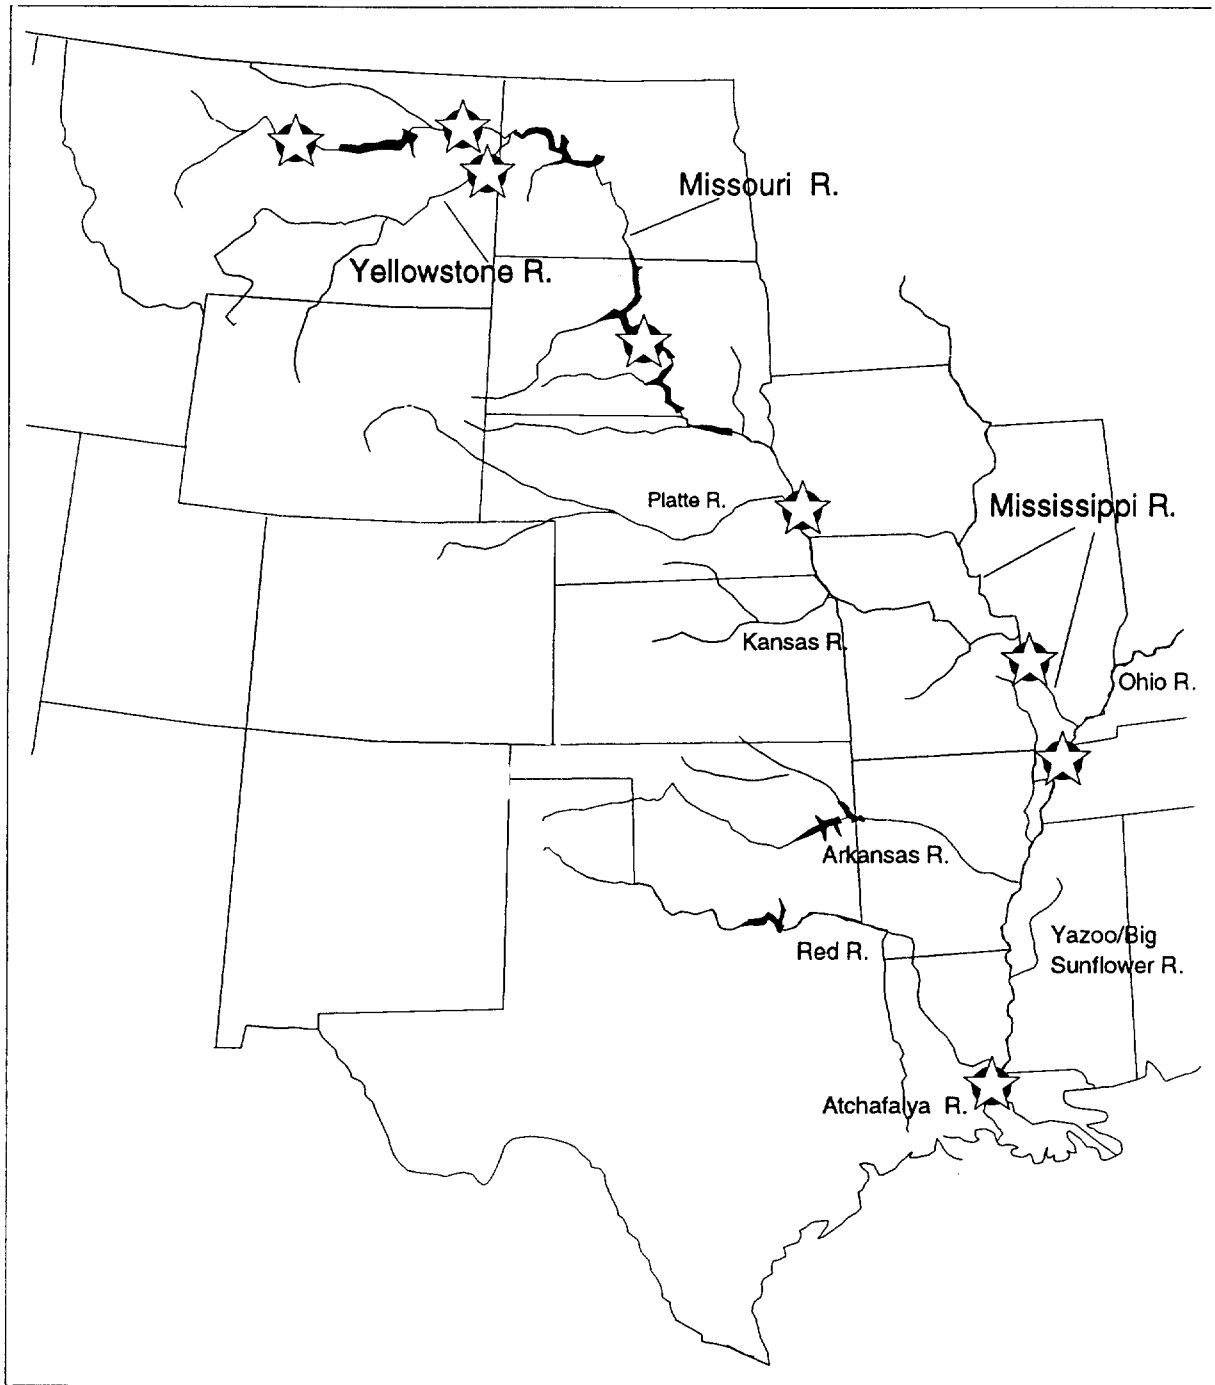 Missouri R.
Yellowstone R.
Platte R.
Mississippi R.
Kansas R.
Ohio R.
Arkansas R.
Red R.
Yazoo/Big
Sunflower R.
Atchafalya R.